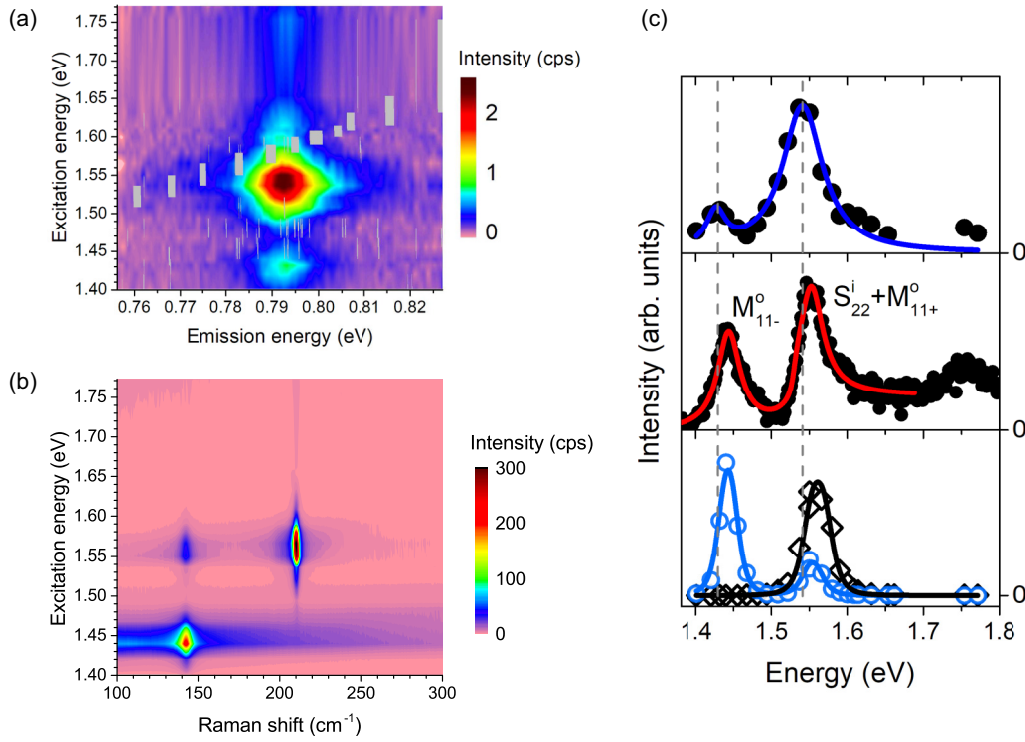 (a)
Excitation energy (eV)
1.75
1.70
1.65
1.60
1.55
1.50
1.45
1.40
0.76 0.77 0.78 0.79 0.80 0.81 0.82
Emission energy (eV)
Intensity (cps)
2
1
0
(b)
Excitation energy (eV)
1.75
1.70
1.65
1.60
1.55
1.50
1.45
1.40
100 150 200 250 300
Raman shift (cm⁻¹)
Intensity (cps)
300
200
100
0
(c)
Intensity (arb. units)
0
M°₁₁₋ Sⁱ₂₂+M°₁₁₊
0
0
1.4 1.5 1.6 1.7 1.8
Energy (eV)